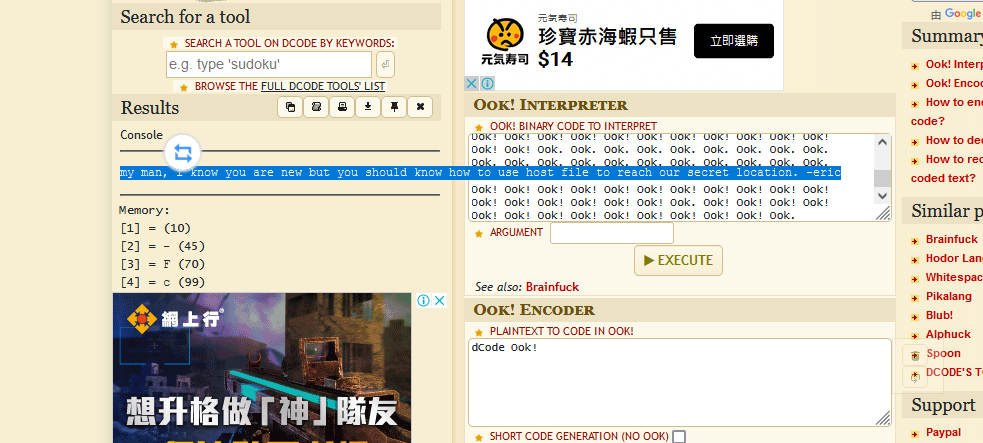 Search for a tool
SEARCH A TOOL ON DCODE BY KEYWORDS:
e.g. type 'sudoku'
BROWSE THE FULL DCODE TOOLS' LIST
Results
Console
my man, i know you are new but you should know how to use host file to reach our secret location. -eric
Memory:
[1] = (10)
[2] = - (45)
[3] = F (70)
[4] = c (99)
網上行
想升格做「神」隊友
元気寿司
元気寿司
珍寶赤海蝦只售
$14
立即選購
OOK! INTERPRETER
OOK! BINARY CODE TO INTERPRET
Ook! Ook! Ook! Ook! Ook! Ook! Ook! Ook! Ook!
Ook! Ook! Ook. Ook! Ook. Ook! Ook. Ook. Ook.
Ook. Ook. Ook. Ook. Ook. Ook. Ook. Ook. Ook.
Ook! Ook! Ook! Ook! Ook! Ook! Ook! Ook! Ook!
Ook! Ook! Ook! Ook! Ook. Ook! Ook! Ook! Ook!
Ook! Ook! Ook! Ook! Ook! Ook! Ook.
ARGUMENT
EXECUTE
See also: Brainfuck
OOK! ENCODER
PLAINTEXT TO CODE IN OOK!
dCode Ook!
SHORT CODE GENERATION (NO OOK)
由 Google
Summary
Ook! Interp
Ook! Enco
How to en
code?
How to dec
How to rec
coded text?
Similar p
Brainfuck
Hodor Lan
Whitespac
Pikalang
Blub!
Alphuck
Spoon
DCODE'S TO
Support
Paypal